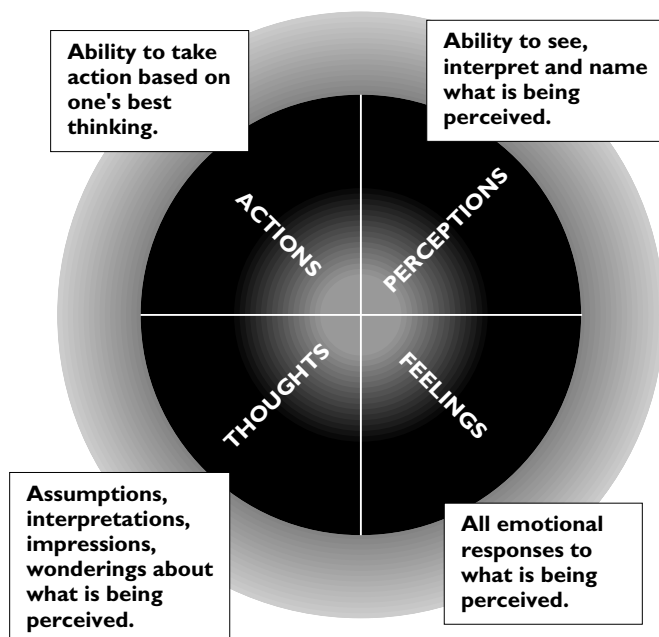 Ability to take
action based on
one's best
thinking.
Ability to see,
interpret and name
what is being
perceived.
ACTIONS
PERCEPTIONS
THOUGHTS
FEELINGS
Assumptions,
interpretations,
impressions,
wonderings about
what is being
perceived.
All emotional
responses to
what is being
perceived.